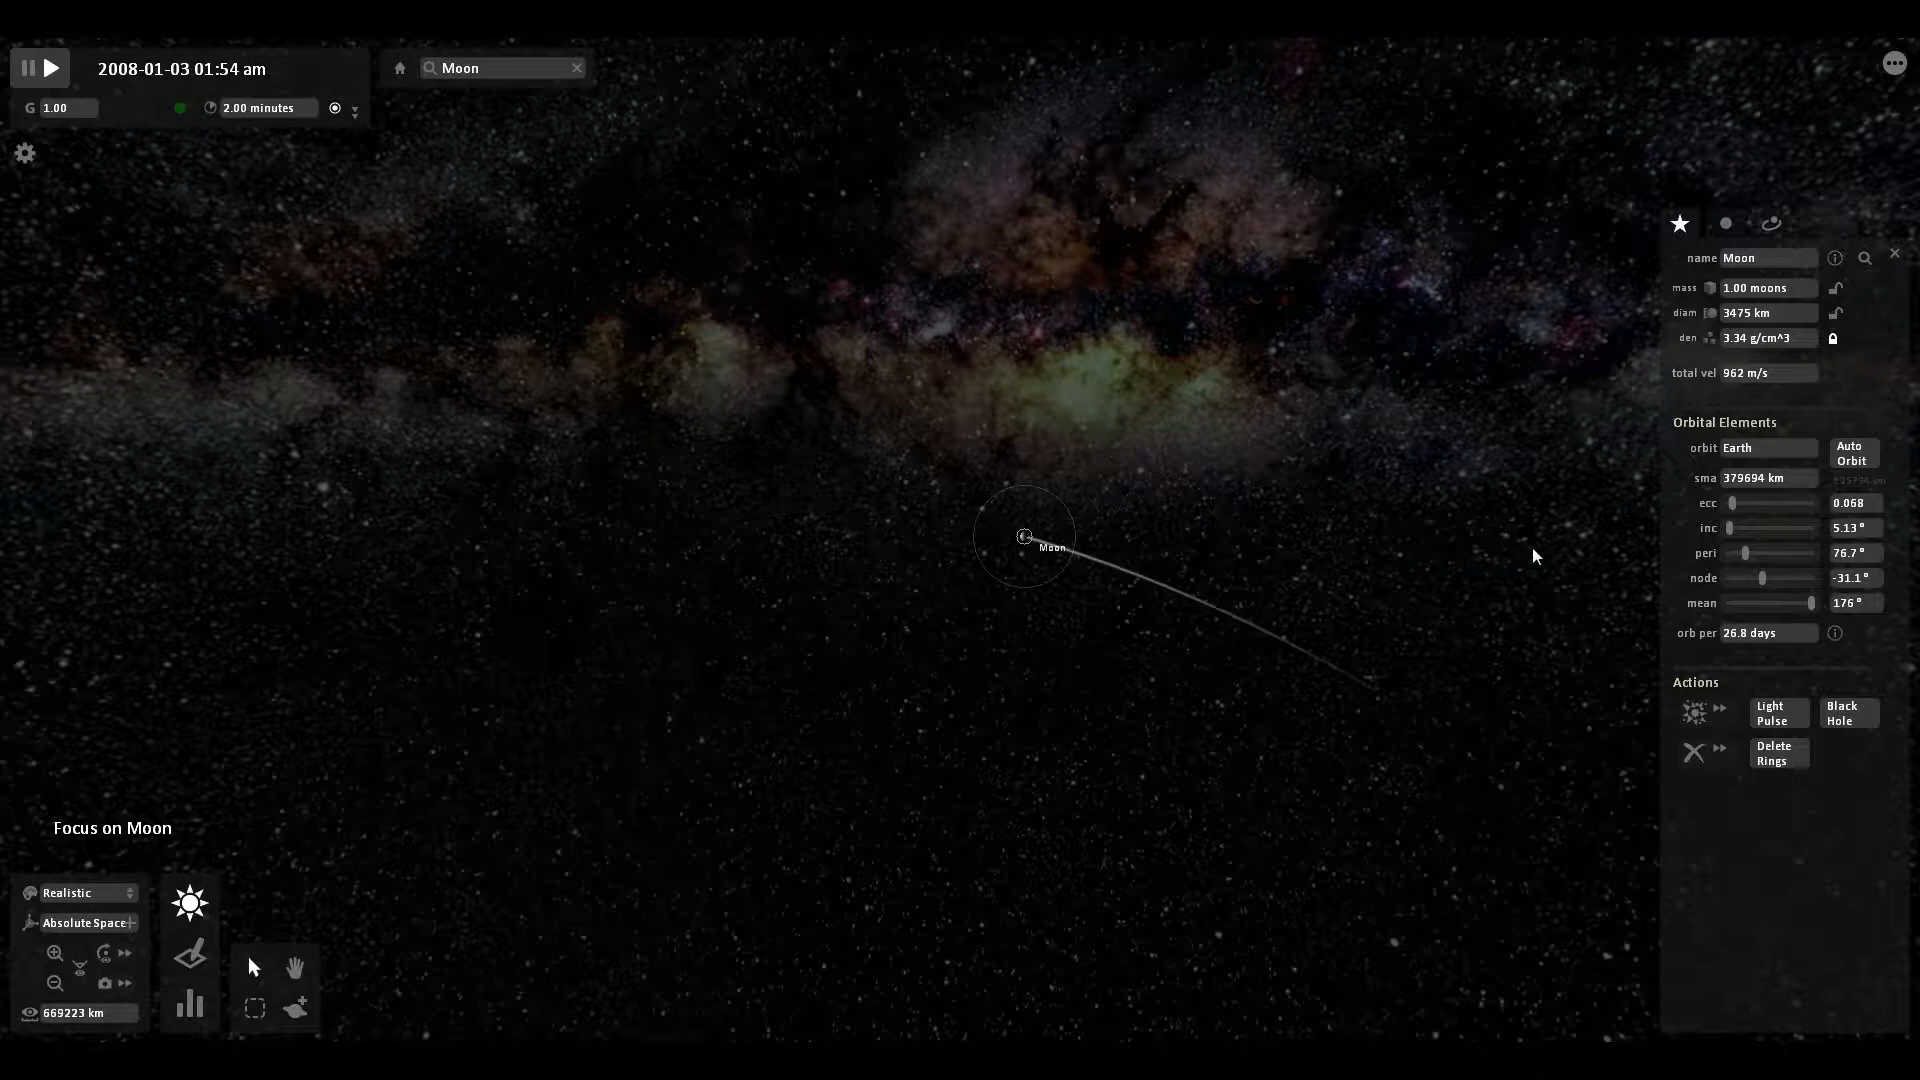 2008-01-03 01:54 am
Moon
G 1.00
2.00 minutes
name Moon
mass 1.00 moons
diam 3475 km
den 3.34 g/cm^3
total vel 962 m/s
Orbital Elements
orbit Earth
Auto
Orbit
sma 379694 km
ecc 0.068
inc 5.13 °
peri 76.7 °
node -31.1 °
mean 176 °
orb per 26.8 days
Actions
Light
Pulse
Black
Hole
Delete
Rings
Moon
Focus on Moon
Realistic
Absolute Space
669223 km